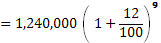 = 1,240,000 ( 1 + 12/100 )⁹